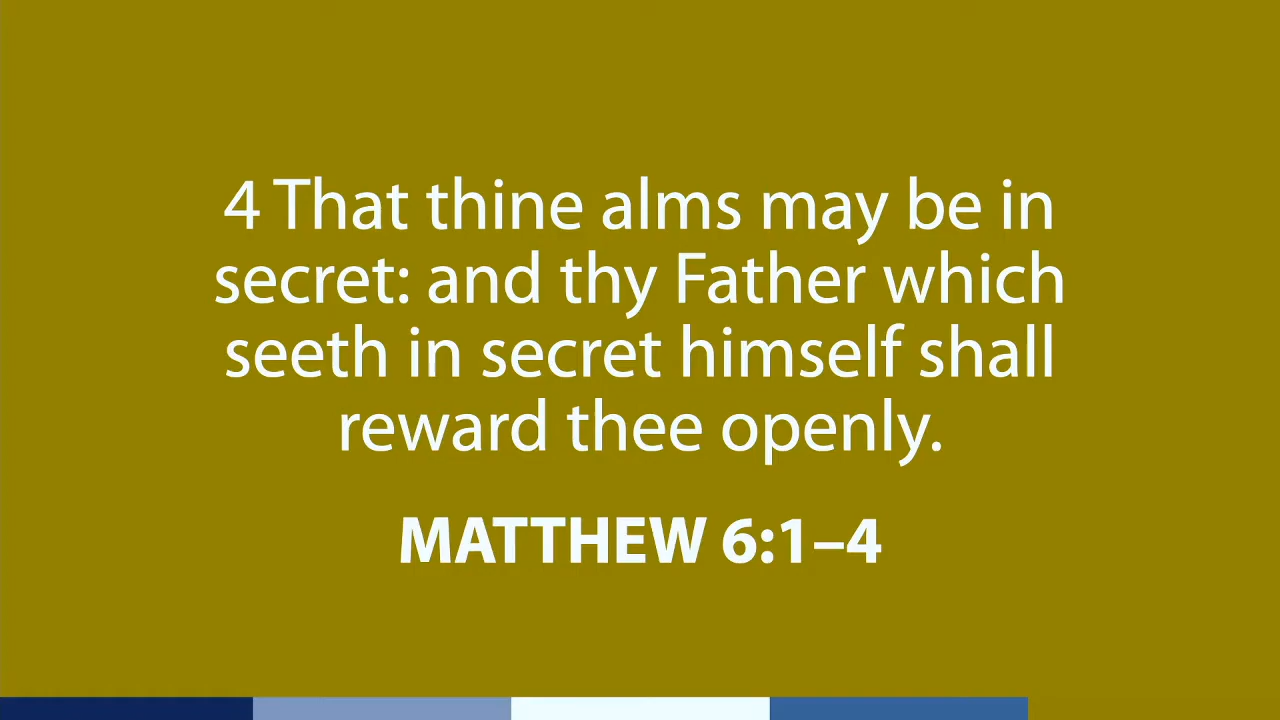 4 That thine alms may be in
secret: and thy Father which
seeth in secret himself shall
reward thee openly.
MATTHEW 6:1–4